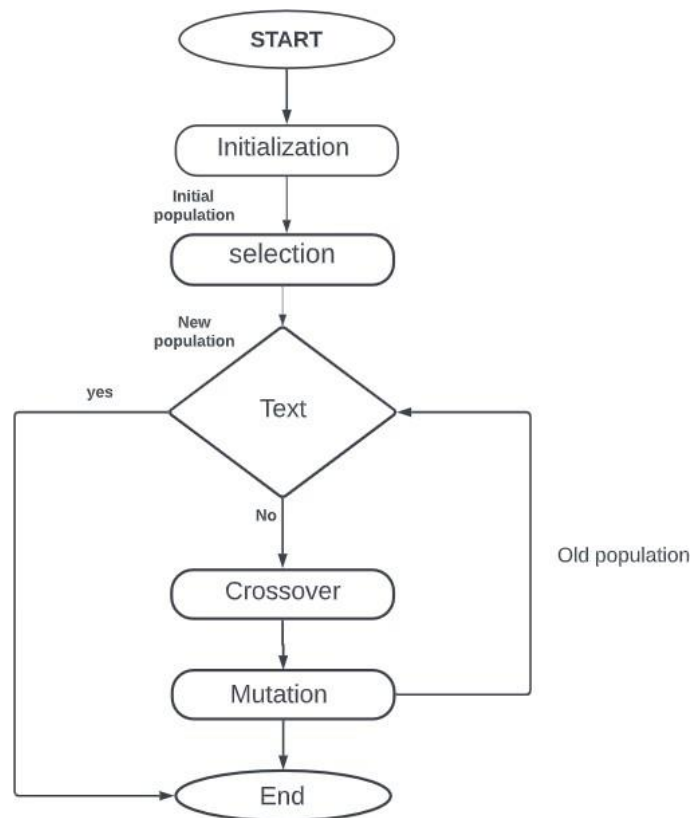 START
Initialization
Initial
population
selection
New
population
yes
Text
No
Old population
Crossover
Mutation
End